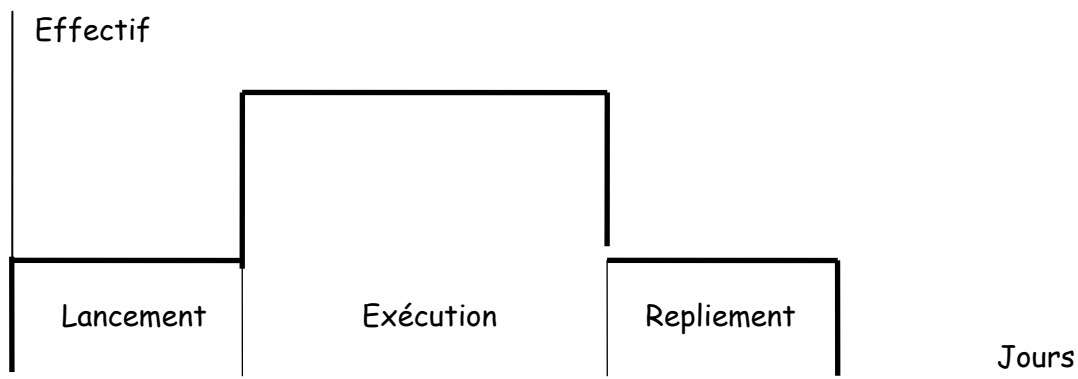 Effectif
Lancement
Exécution
Repliement
Jours